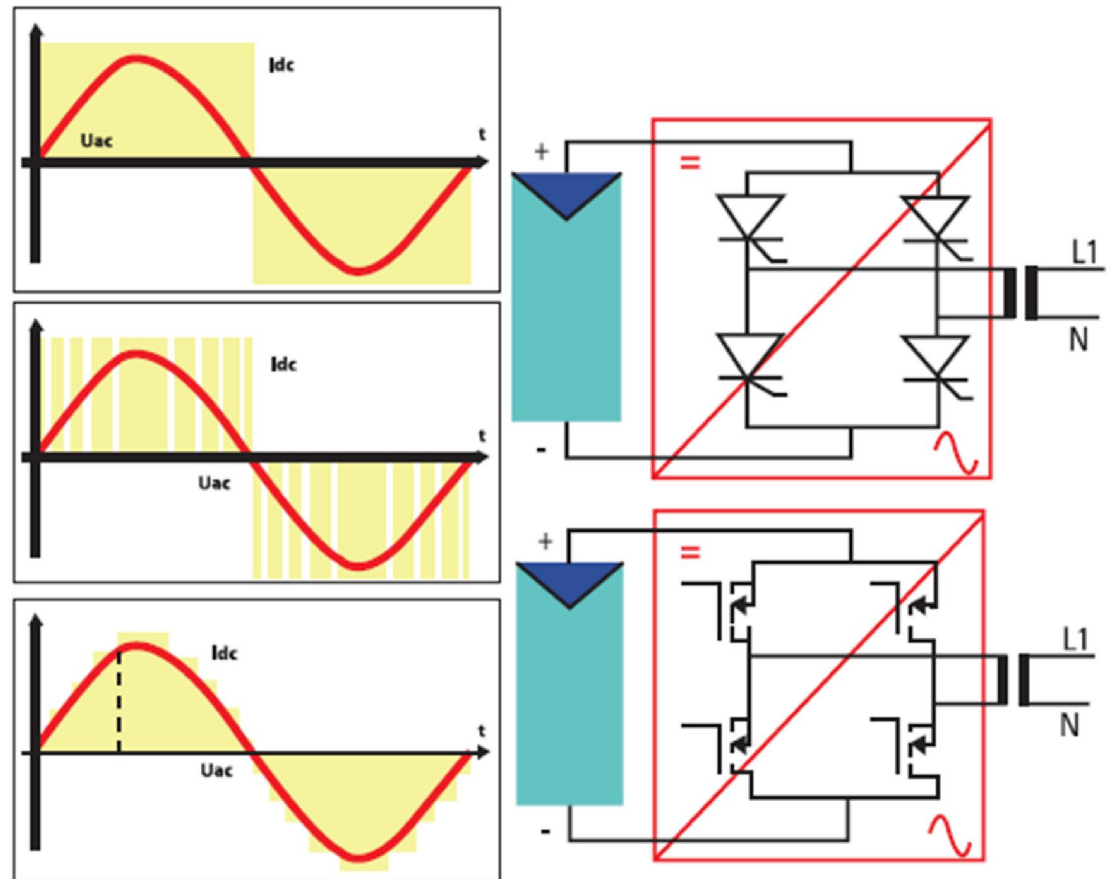 Idc
Uac
t
Idc
t
Uac
Idc
t
Uac
+
=
L1
N
-
+
=
L1
N
-